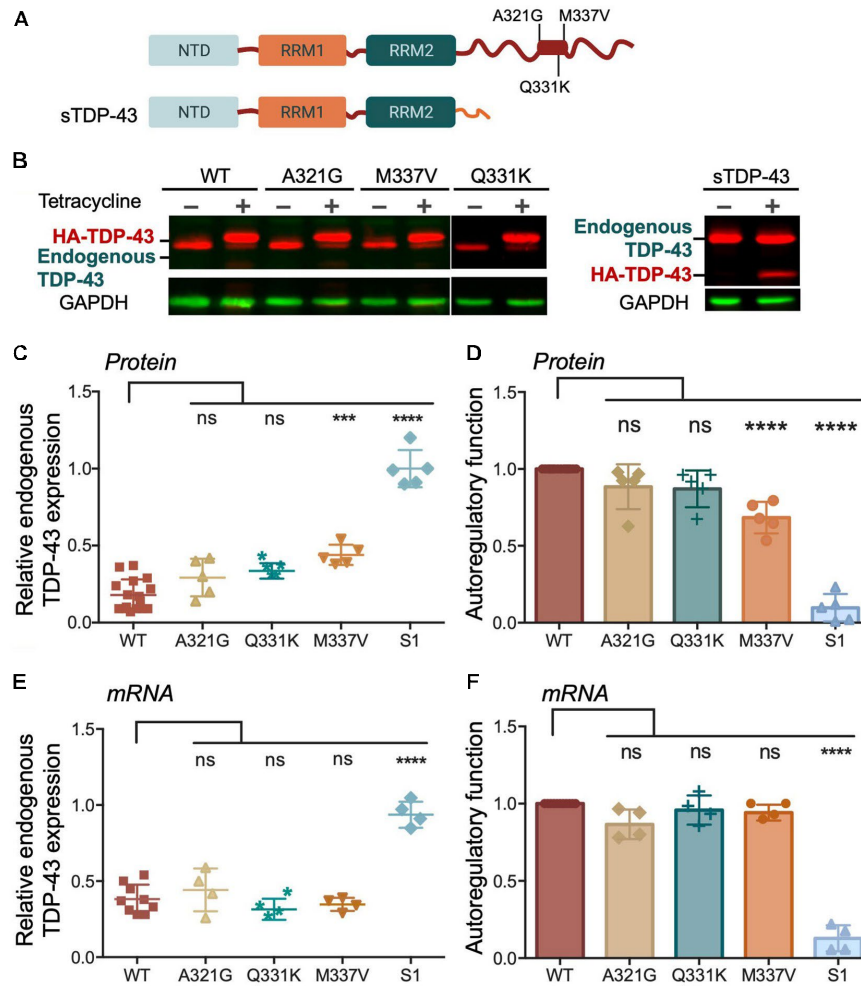 A
A321G M337V
NTD RRM1 RRM2
Q331K
sTDP-43 NTD RRM1 RRM2
B
WT A321G M337V Q331K sTDP-43
Tetracycline − + − + − + − + − +
HA-TDP-43
Endogenous
TDP-43
GAPDH
Endogenous
TDP-43
HA-TDP-43
GAPDH
C Protein
Relative endogenous
TDP-43 expression
1.5
1.0
0.5
0.0
ns ns *** ****
WT A321G Q331K M337V S1
D Protein
Autoregulatory function
1.5
1.0
0.5
0.0
ns ns **** ****
WT A321G Q331K M337V S1
E mRNA
Relative endogenous
TDP-43 expression
1.5
1.0
0.5
0.0
ns ns ns ****
WT A321G Q331K M337V S1
F mRNA
Autoregulatory function
1.5
1.0
0.5
0.0
ns ns ns ****
WT A321G Q331K M337V S1